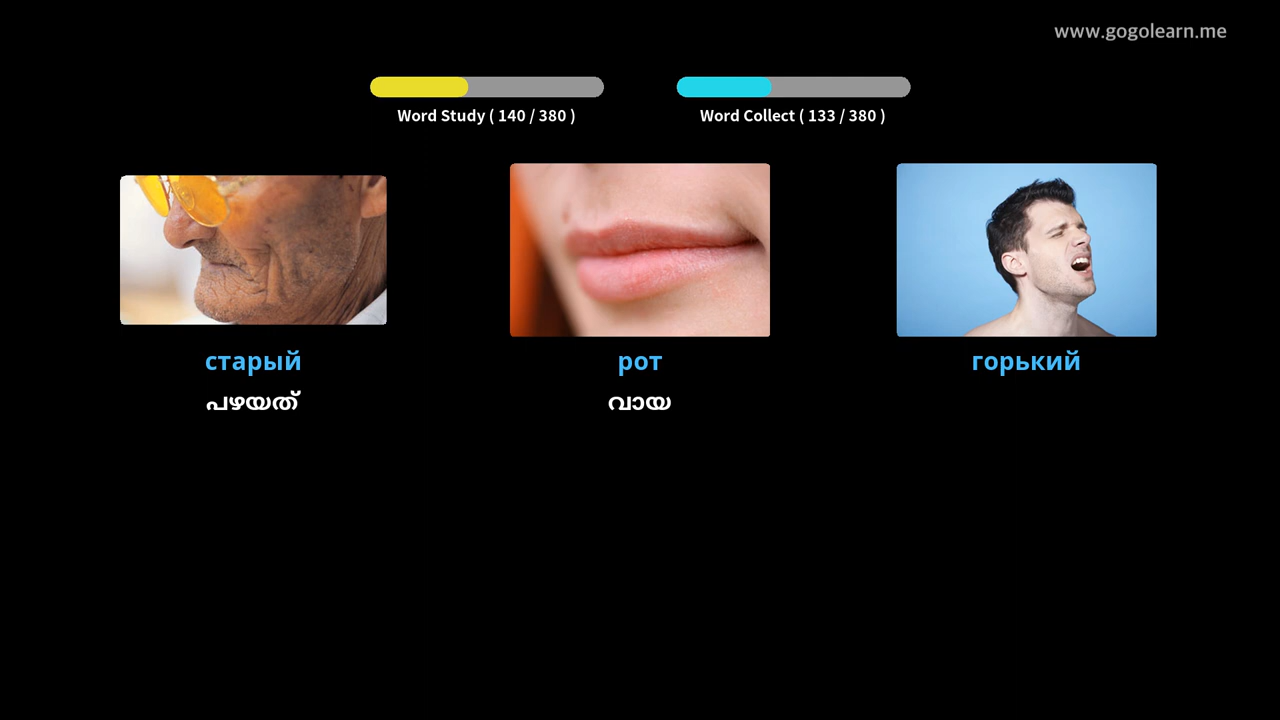 www.gogolearn.me
Word Study ( 140 / 380 )
Word Collect ( 133 / 380 )
старый
рот
горький
പഴയത്
വായ